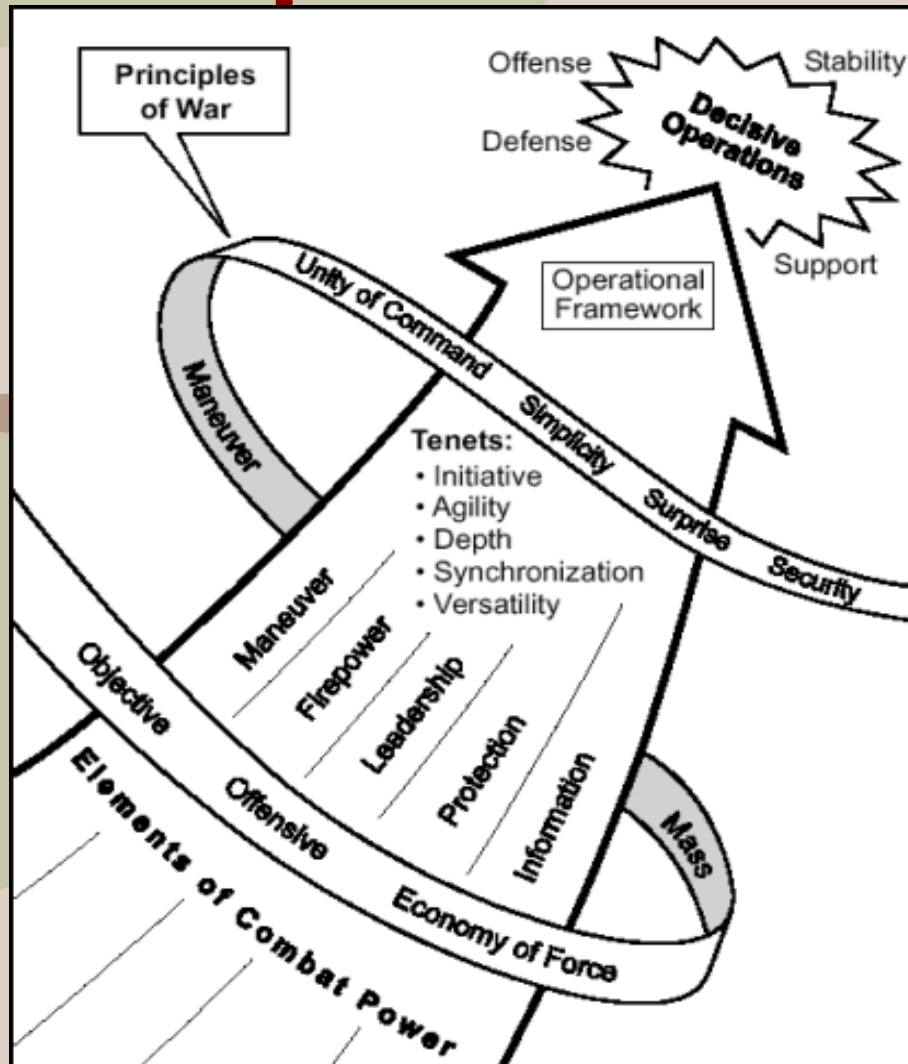 Principles
of War
Offense
Stability
Defense
Decisive
Operations
Support
Operational
Framework
Unity of Command Simplicity Surprise Security
Maneuver
Tenets:
• Initiative
• Agility
• Depth
• Synchronization
• Versatility
Maneuver
Firepower
Leadership
Protection
Information
Mass
Objective Offensive Economy of Force
Elements of Combat Power